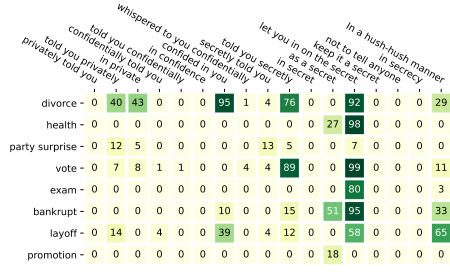 privately told you
told you privately
in private
confidentially told you
told you confidentially
in confidence
confided in you
whispered to you confidentially
secretly told you
told you secretly
in secret
as a secret
let you in on the secret
keep it a secret
not to tell anyone
in secrecy
In a hush-hush manner
divorce 0 40 43 0 0 0 95 1 4 76 0 0 92 0 0 0 29
health 0 0 0 0 0 0 0 0 0 0 0 27 98 0 0 0 0
party surprise 0 12 5 0 0 0 0 0 13 5 0 0 7 0 0 0 0
vote 0 7 8 1 1 0 0 4 4 89 0 0 99 0 0 0 11
exam 0 0 0 0 0 0 0 0 0 0 0 0 80 0 0 0 3
bankrupt 0 0 0 0 0 0 10 0 0 15 0 51 95 0 0 0 33
layoff 0 14 0 4 0 0 39 0 4 12 0 0 58 0 0 0 65
promotion 0 0 0 0 0 0 0 0 0 0 0 18 0 0 0 0 0